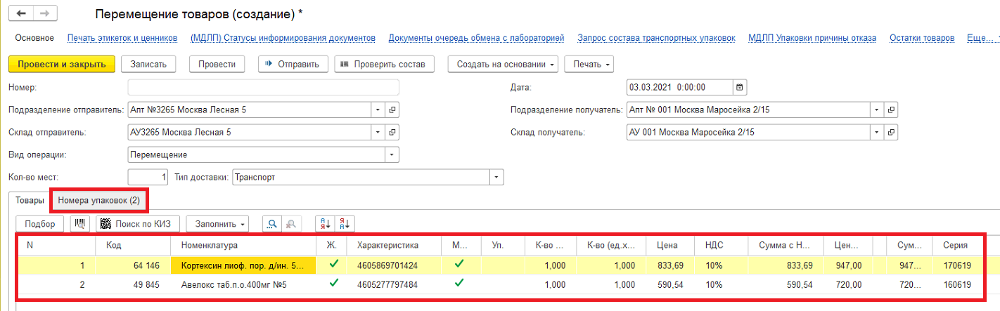 Перемещение товаров (создание) *
Основное Печать этикеток и ценников (МДЛП) Статусы информирования документов Документы очередь обмена с лабораторией Запрос состава транспортных упаковок МДЛП Упаковки причины отказа Остатки товаров Еще...
Провести и закрыть Записать Провести Отправить Проверить состав Создать на основании Печать
Номер: Дата: 03.03.2021 0:00:00
Подразделение отправитель: Апт №3265 Москва Лесная 5 Подразделение получатель: Апт № 001 Москва Маросейка 2/15
Склад отправитель: АУ3265 Москва Лесная 5 Склад получатель: АУ 001 Москва Маросейка 2/15
Вид операции: Перемещение
Кол-во мест: 1 Тип доставки: Транспорт
Товары Номера упаковок (2)
Подбор Поиск по КИЗ Заполнить А Я Я А
N Код Номенклатура Ж. Характеристика М... Уп. К-во ... К-во (ед.х... Цена НДС Сумма с Н... Цен... Сум... Серия
1 64 146 Кортексин лиоф. пор. д/ин. 5... 4605869701424 1,000 1,000 833,69 10% 833,69 947,00 947... 170619
2 49 845 Авелокс таб.п.о.400мг №5 4605277797484 1,000 1,000 590,54 10% 590,54 720,00 720... 160619